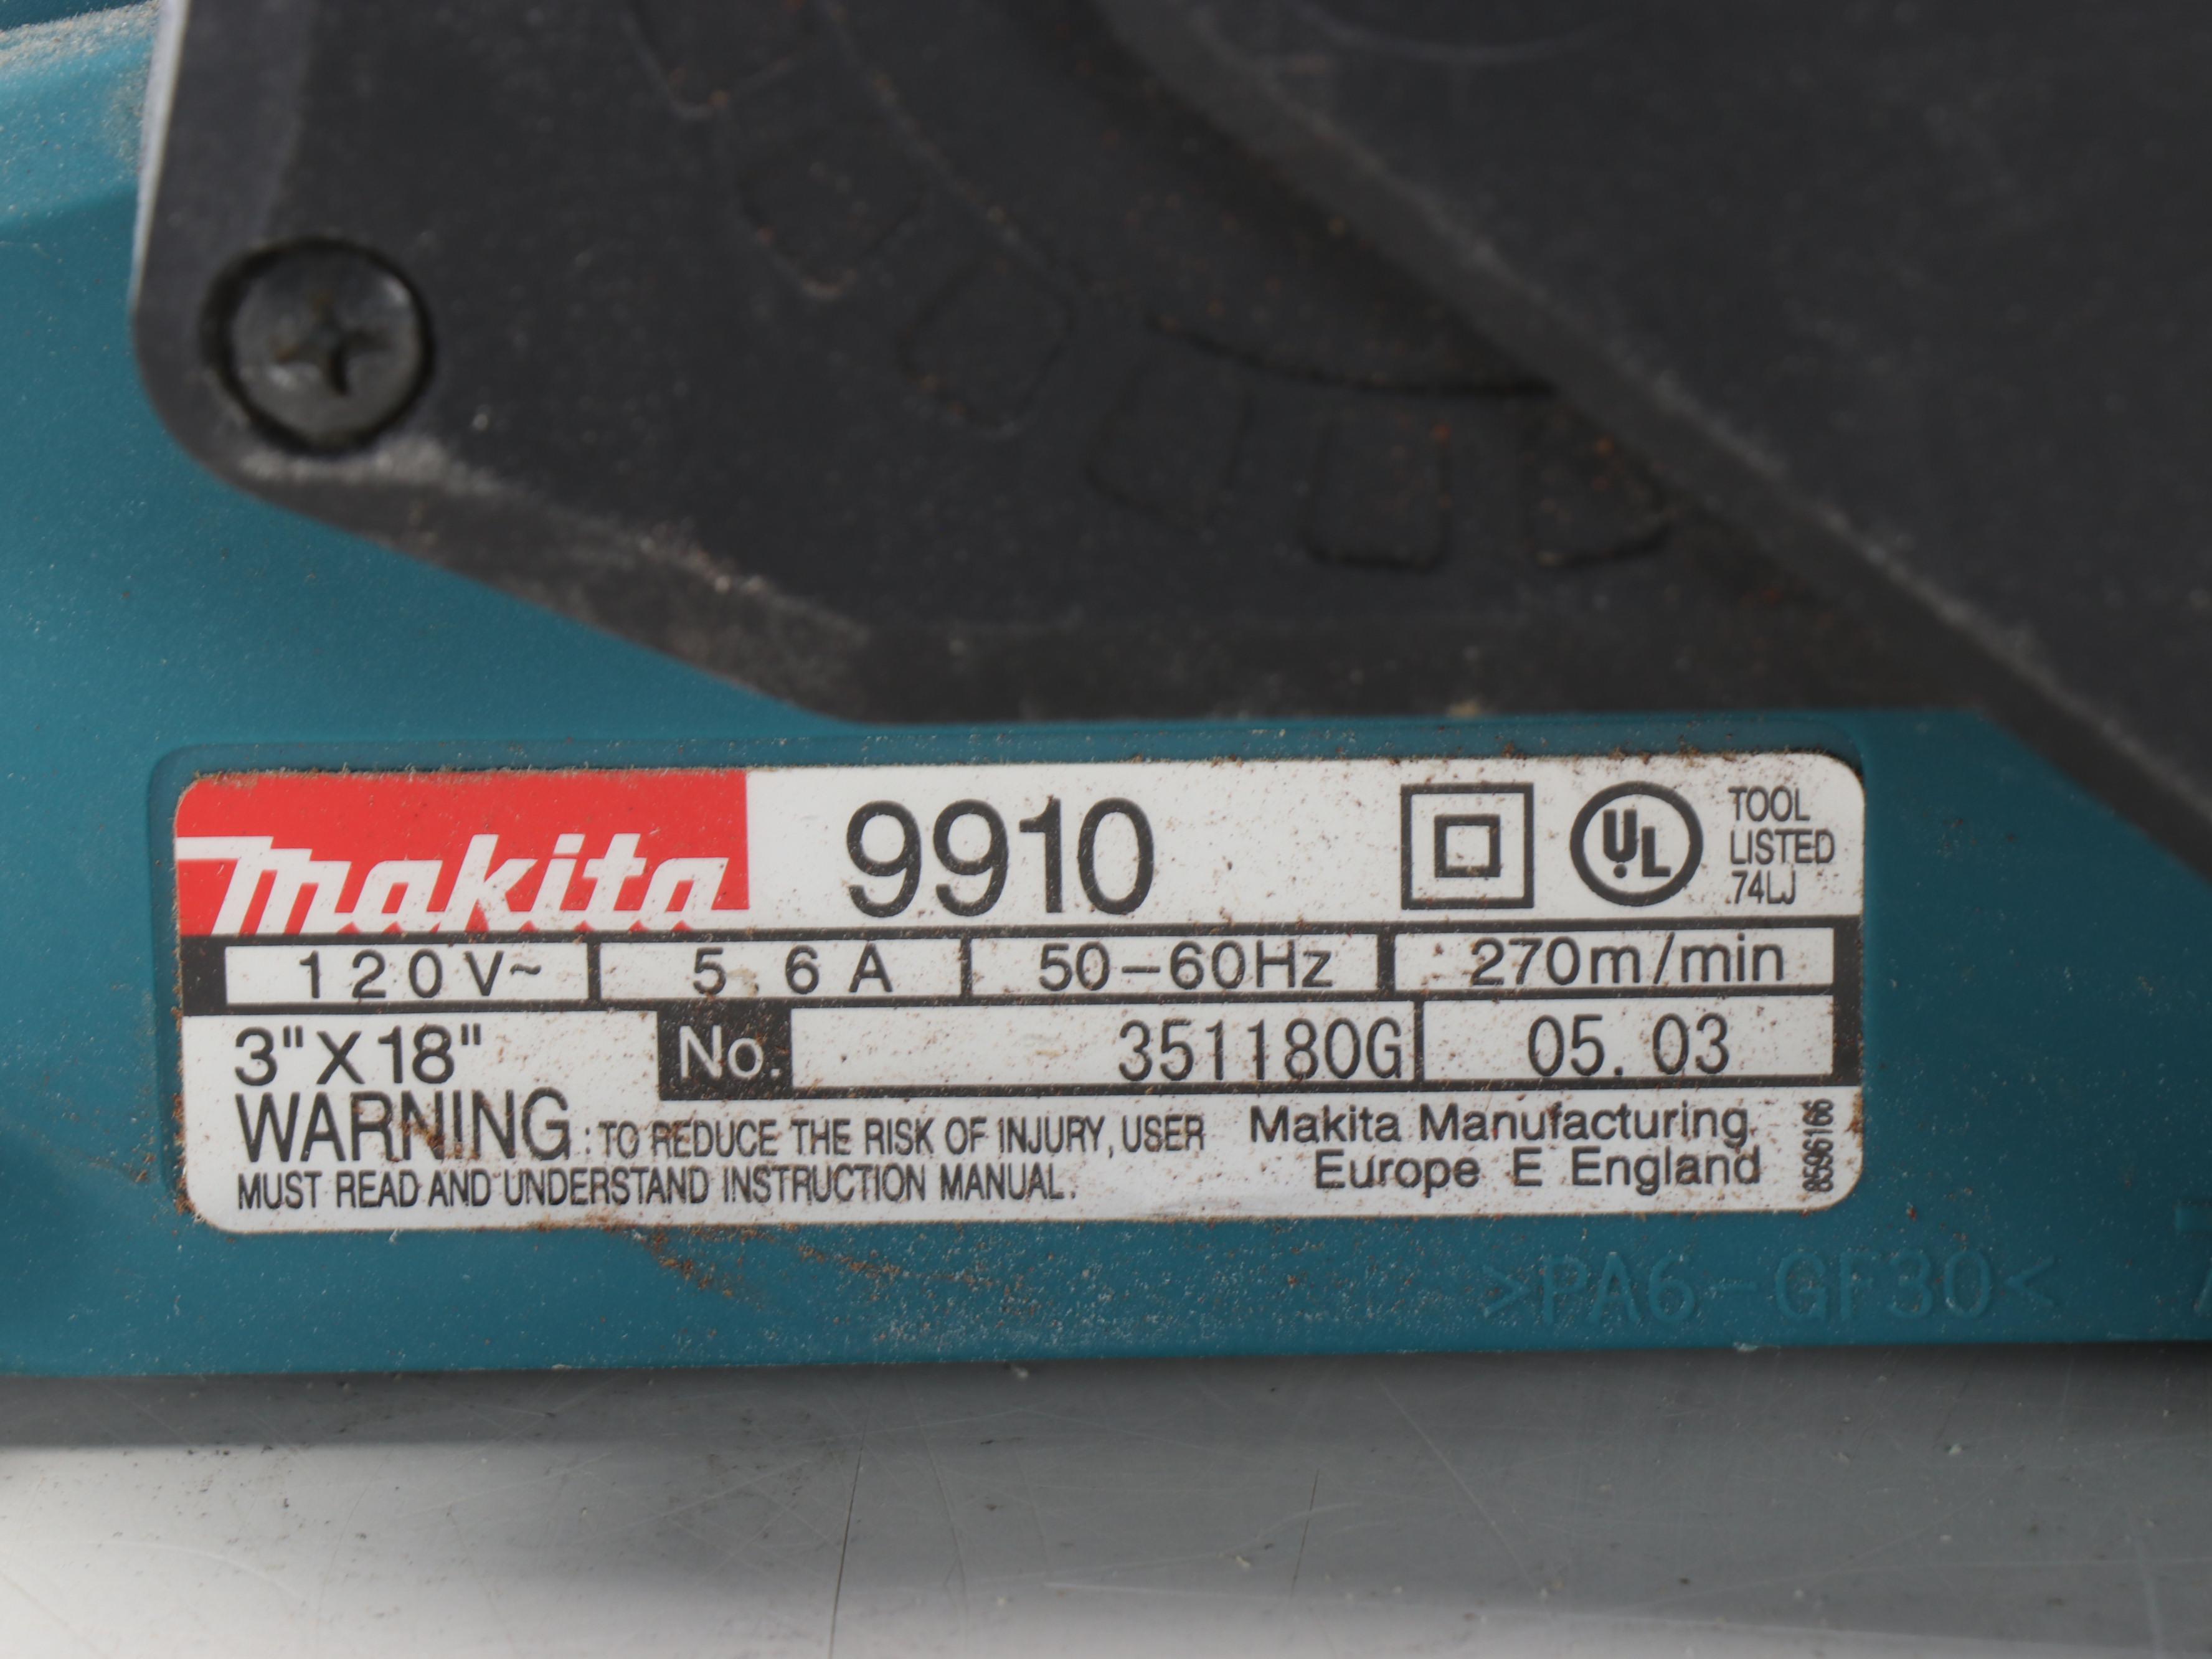 makita 9910
UL TOOL
LISTED
74LJ
120V~ 5.6A 50-60Hz 270m/min
3"X18" No. 351180G 05.03
WARNING: TO REDUCE THE RISK OF INJURY, USER
MUST READ AND UNDERSTAND INSTRUCTION MANUAL.
Makita Manufacturing
Europe E England
8596166
>PA6-GF30<